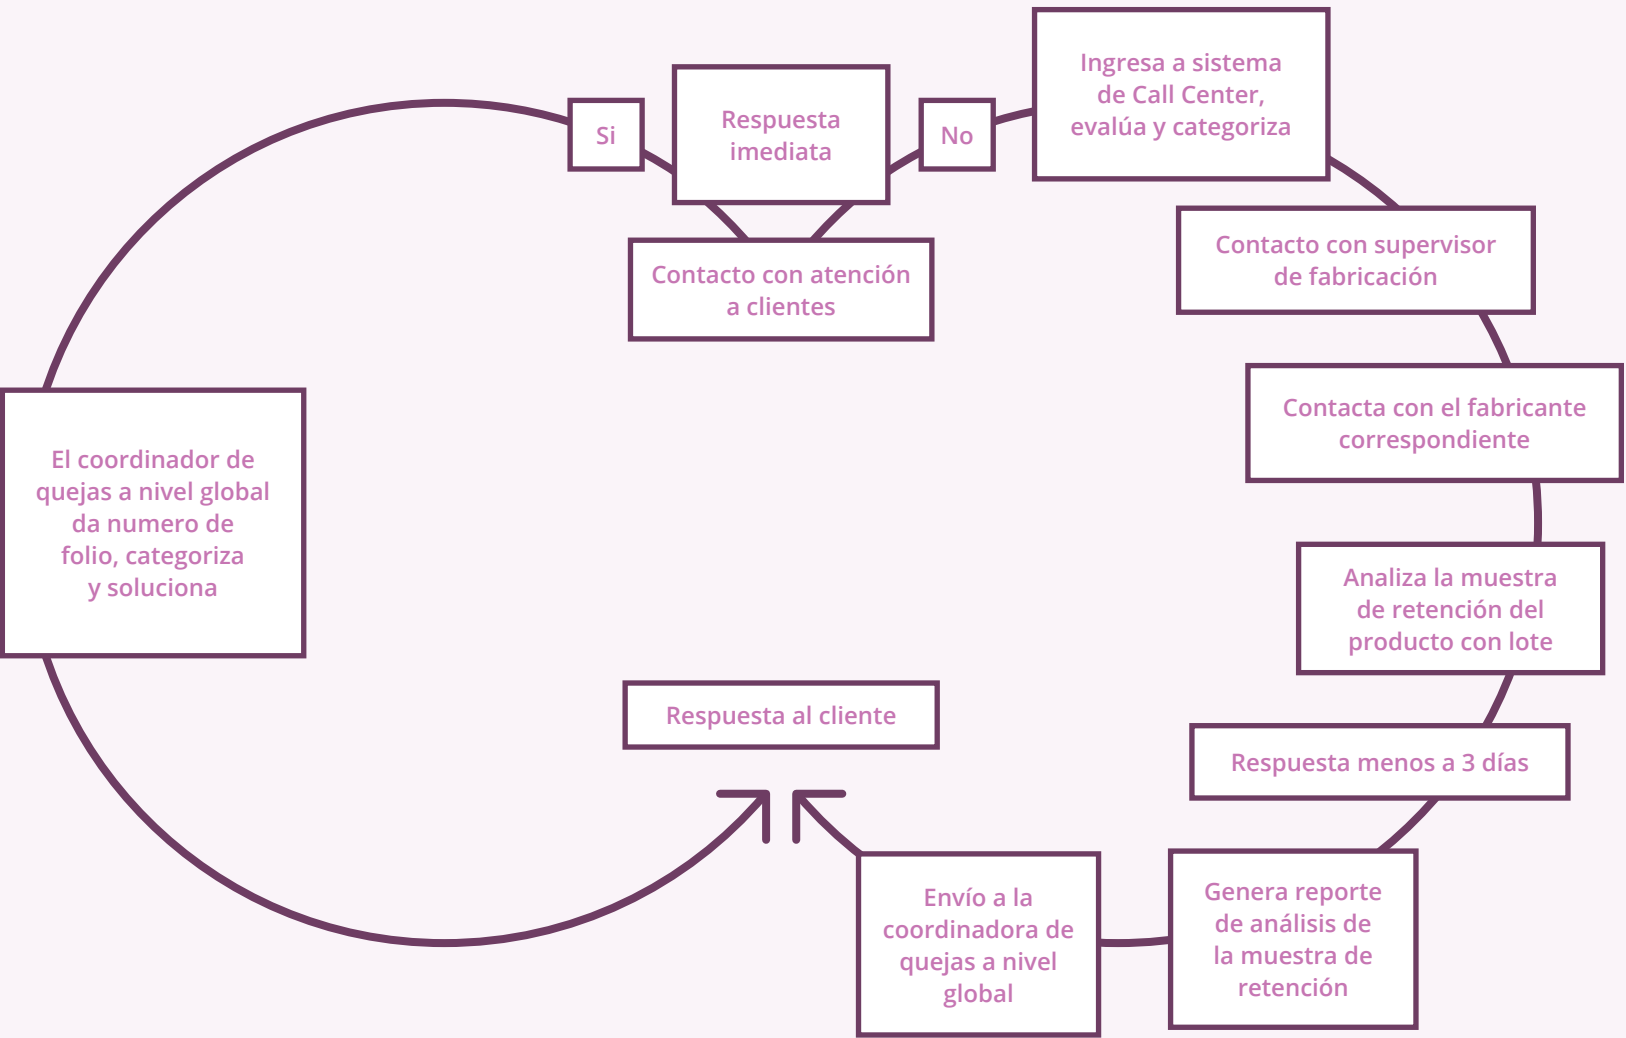 Ingresa a sistema
de Call Center,
evalúa y categoriza
Respuesta
imediata
Si
No
Contacto con atención
a clientes
Contacto con supervisor
de fabricación
Contacta con el fabricante
correspondiente
El coordinador de
quejas a nivel global
da numero de
folio, categoriza
y soluciona
Analiza la muestra
de retención del
producto con lote
Respuesta al cliente
Respuesta menos a 3 días
Genera reporte
de análisis de
la muestra de
retención
Envío a la
coordinadora de
quejas a nivel
global